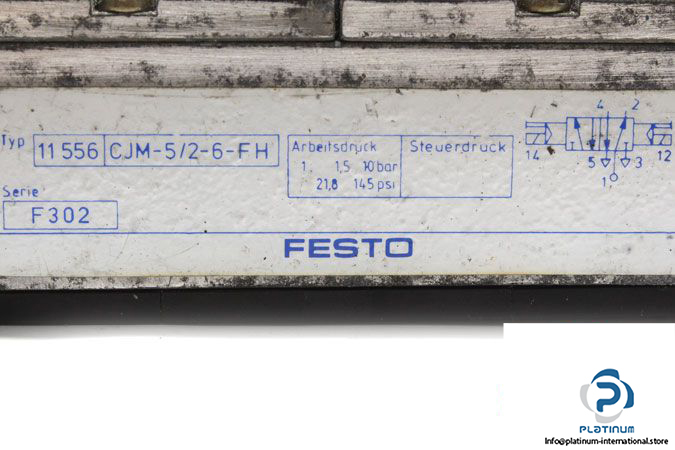 Typ 11 556 CJM-5/2-6-FH
Serie
F302
Arbeitsdruck
1 1,5 10 bar
21,8 145 psi
Steuerdruck
4 2
14 5 3 12
1
FESTO
PLATINUM
Info@platinum-international.store